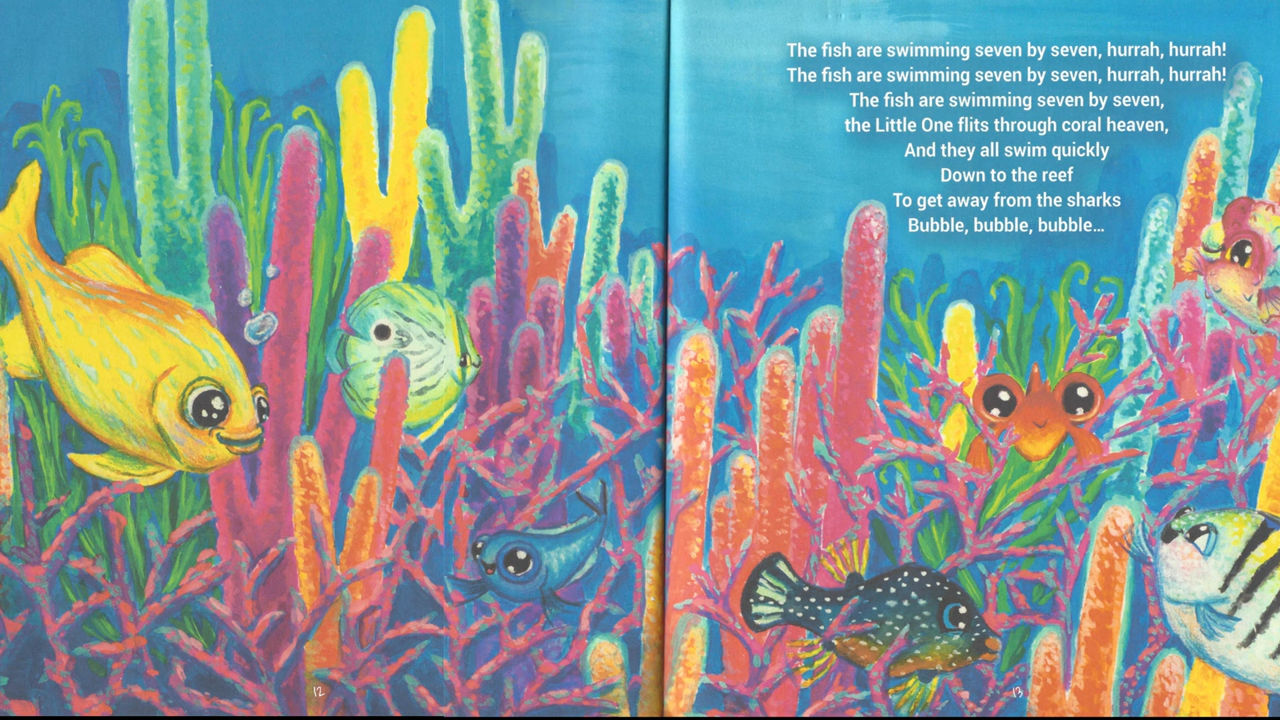 The fish are swimming seven by seven, hurrah, hurrah!
The fish are swimming seven by seven, hurrah, hurrah!
The fish are swimming seven by seven,
the Little One flits through coral heaven,
And they all swim quickly
Down to the reef
To get away from the sharks
Bubble, bubble, bubble...
12
13